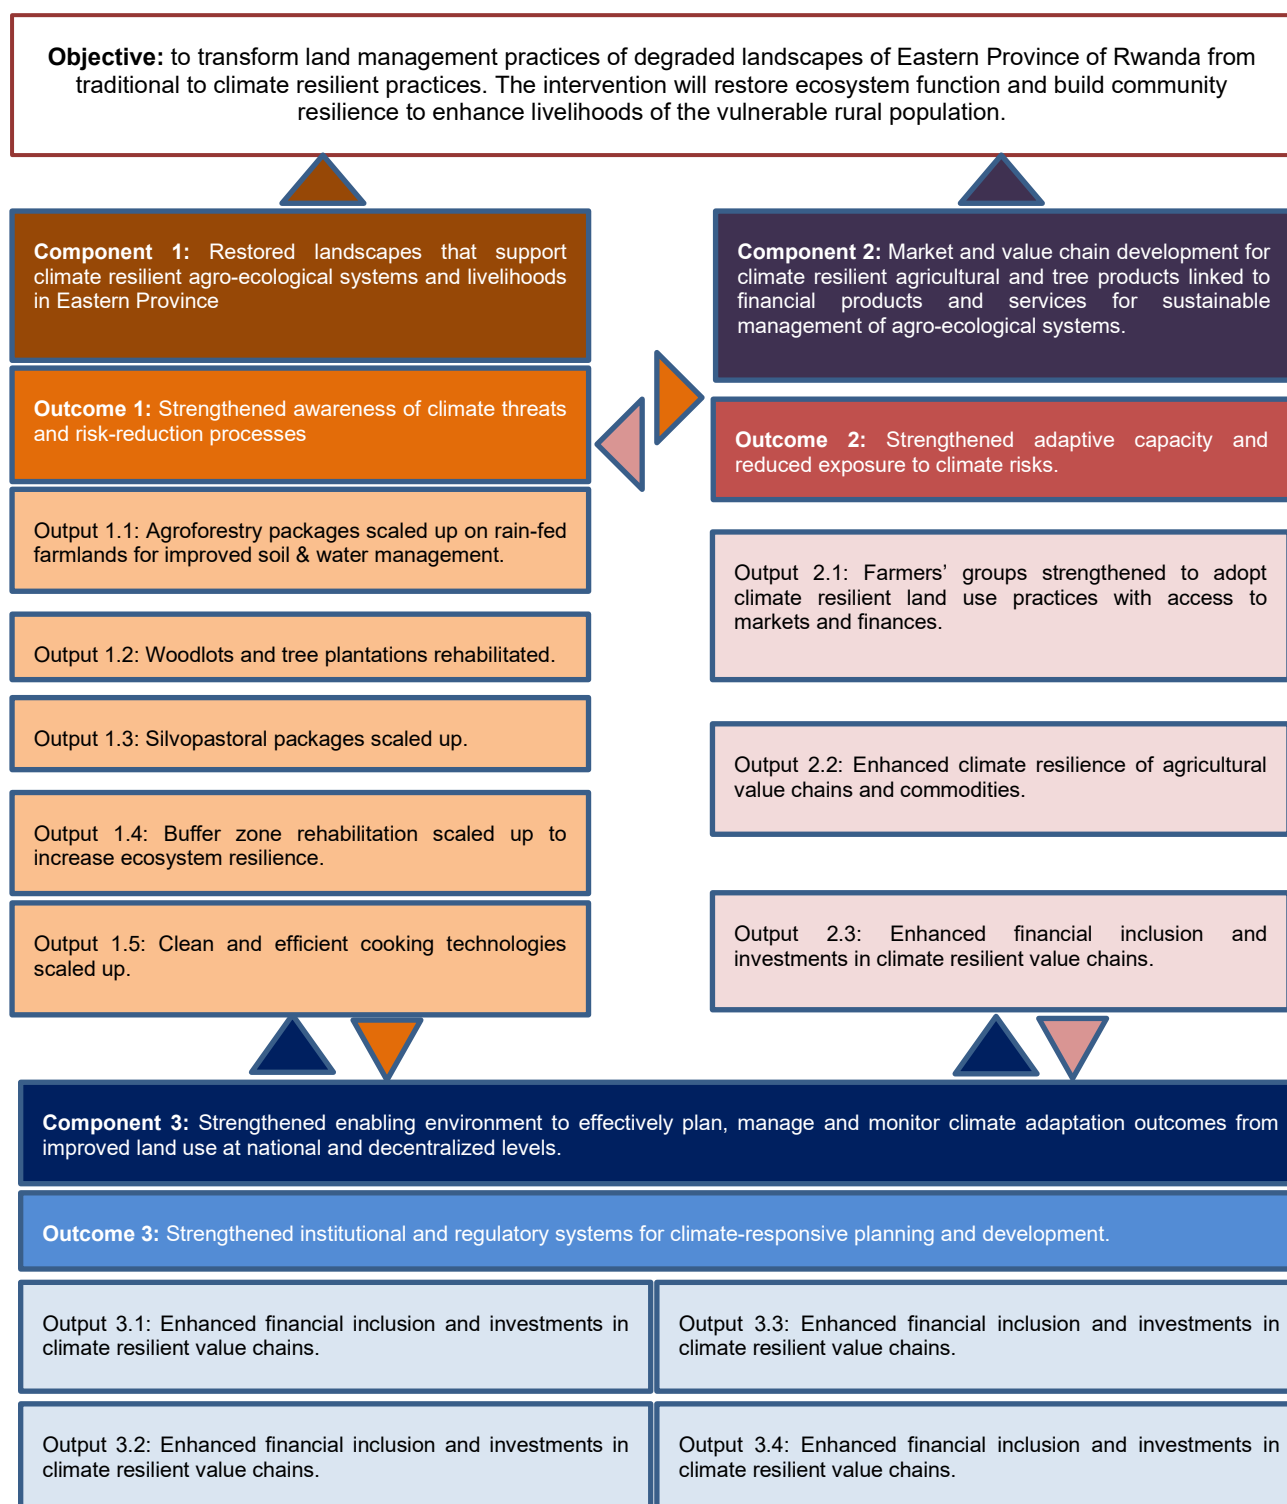 Objective: to transform land management practices of degraded landscapes of Eastern Province of Rwanda from
traditional to climate resilient practices. The intervention will restore ecosystem function and build community
resilience to enhance livelihoods of the vulnerable rural population.
Component 1: Restored landscapes that support
climate resilient agro-ecological systems and livelihoods
in Eastern Province
Outcome 1: Strengthened awareness of climate threats
and risk-reduction processes
Output 1.1: Agroforestry packages scaled up on rain-fed
farmlands for improved soil & water management.
Output 1.2: Woodlots and tree plantations rehabilitated.
Output 1.3: Silvopastoral packages scaled up.
Output 1.4: Buffer zone rehabilitation scaled up to
increase ecosystem resilience.
Output 1.5: Clean and efficient cooking technologies
scaled up.
Component 2: Market and value chain development for
climate resilient agricultural and tree products linked to
financial products and services for sustainable
management of agro-ecological systems.
Outcome 2: Strengthened adaptive capacity and
reduced exposure to climate risks.
Output 2.1: Farmers’ groups strengthened to adopt
climate resilient land use practices with access to
markets and finances.
Output 2.2: Enhanced climate resilience of agricultural
value chains and commodities.
Output 2.3: Enhanced financial inclusion and
investments in climate resilient value chains.
Component 3: Strengthened enabling environment to effectively plan, manage and monitor climate adaptation outcomes from
improved land use at national and decentralized levels.
Outcome 3: Strengthened institutional and regulatory systems for climate-responsive planning and development.
Output 3.1: Enhanced financial inclusion and investments in
climate resilient value chains.
Output 3.3: Enhanced financial inclusion and investments in
climate resilient value chains.
Output 3.2: Enhanced financial inclusion and investments in
climate resilient value chains.
Output 3.4: Enhanced financial inclusion and investments in
climate resilient value chains.